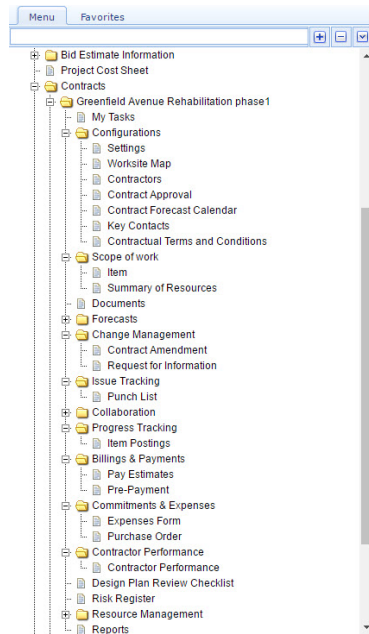 Menu Favorites
Bid Estimate Information
Project Cost Sheet
Contracts
Greenfield Avenue Rehabilitation phase1
My Tasks
Configurations
Settings
Worksite Map
Contractors
Contract Approval
Contract Forecast Calendar
Key Contacts
Contractual Terms and Conditions
Scope of work
Item
Summary of Resources
Documents
Forecasts
Change Management
Contract Amendment
Request for Information
Issue Tracking
Punch List
Collaboration
Progress Tracking
Item Postings
Billings & Payments
Pay Estimates
Pre-Payment
Commitments & Expenses
Expenses Form
Purchase Order
Contractor Performance
Contractor Performance
Design Plan Review Checklist
Risk Register
Resource Management
Reports